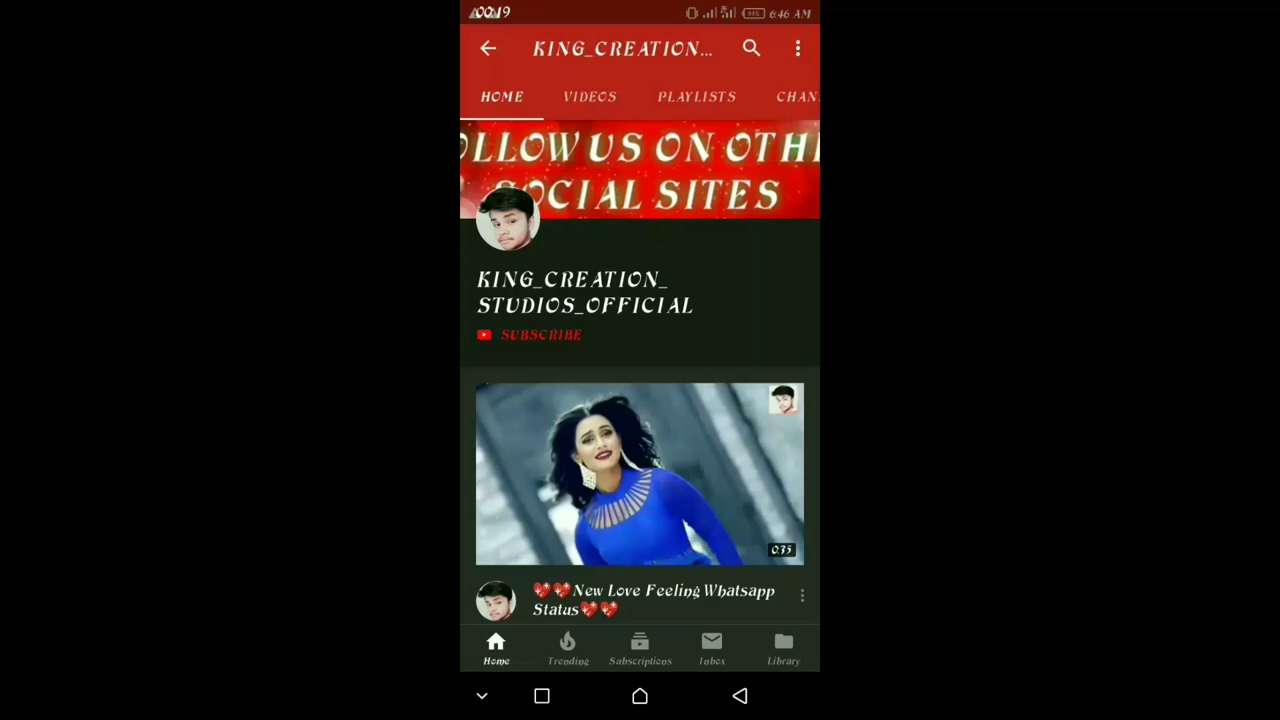 00:19
6:46 AM
KING_CREATION...
HOME VIDEOS PLAYLISTS CHAN
OLLOW US ON OTH
SOCIAL SITES
KING_CREATION_
STUDIOS_OFFICIAL
SUBSCRIBE
0:35
💖💖New Love Feeling Whatsapp
Status💖💖
Home Trending Subscriptions Inbox Library